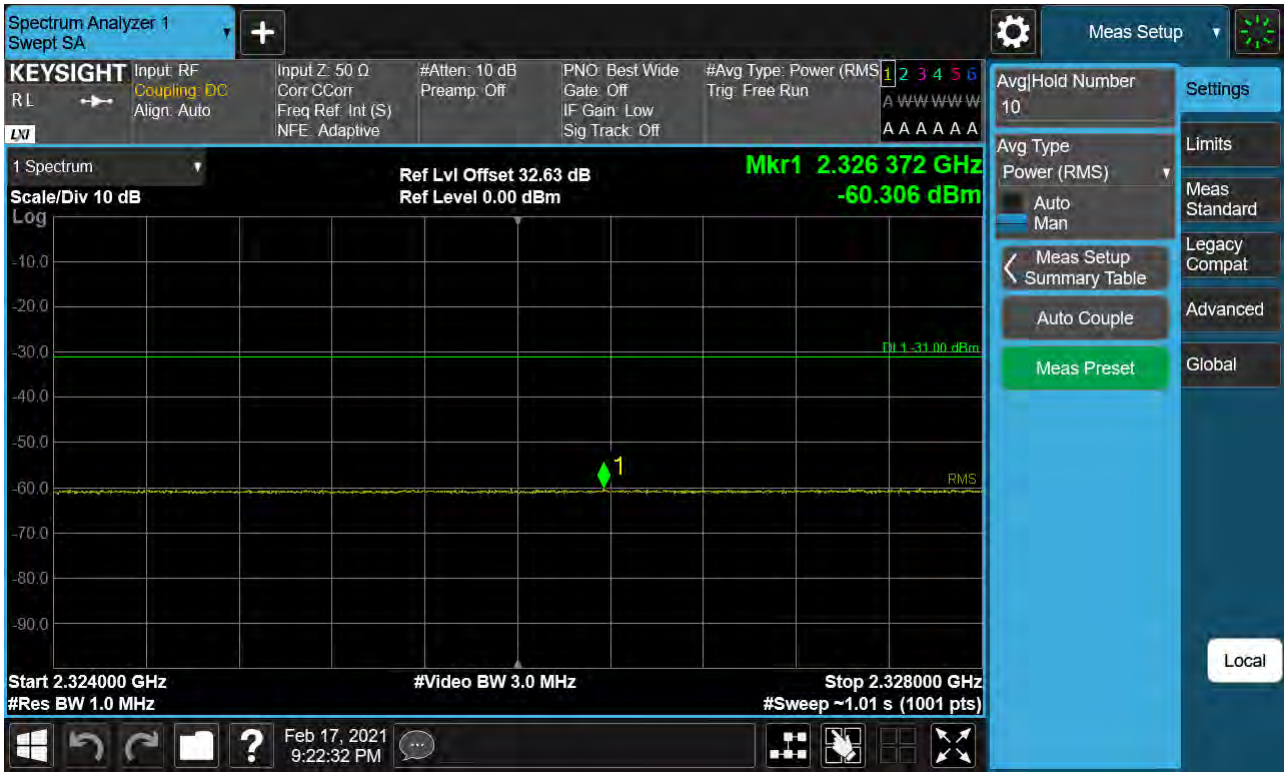 Spectrum Analyzer 1
Swept SA
Meas Setup
KEYSIGHT
RL
LXI
Input: RF
Coupling: DC
Align: Auto
Input Z: 50 Ω
Corr CCorr
Freq Ref: Int (S)
NFE: Adaptive
#Atten: 10 dB
Preamp: Off
PNO: Best Wide
Gate: Off
IF Gain: Low
Sig Track: Off
#Avg Type: Power (RMS
Trig: Free Run
1 2 3 4 5 6
A W W W W W
A A A A A A
1 Spectrum
Scale/Div 10 dB
Log
Ref Lvl Offset 32.63 dB
Ref Level 0.00 dBm
Mkr1 2.326 372 GHz
-60.306 dBm
-10.0
-20.0
-30.0
DL1 -31.00 dBm
-40.0
-50.0
1
-60.0
RMS
-70.0
-80.0
-90.0
Start 2.324000 GHz
#Res BW 1.0 MHz
#Video BW 3.0 MHz
Stop 2.328000 GHz
#Sweep ~1.01 s (1001 pts)
Avg|Hold Number
10
Avg Type
Power (RMS)
Auto
Man
Meas Setup
Summary Table
Auto Couple
Meas Preset
Settings
Limits
Meas
Standard
Legacy
Compat
Advanced
Global
Local
?
Feb 17, 2021
9:22:32 PM